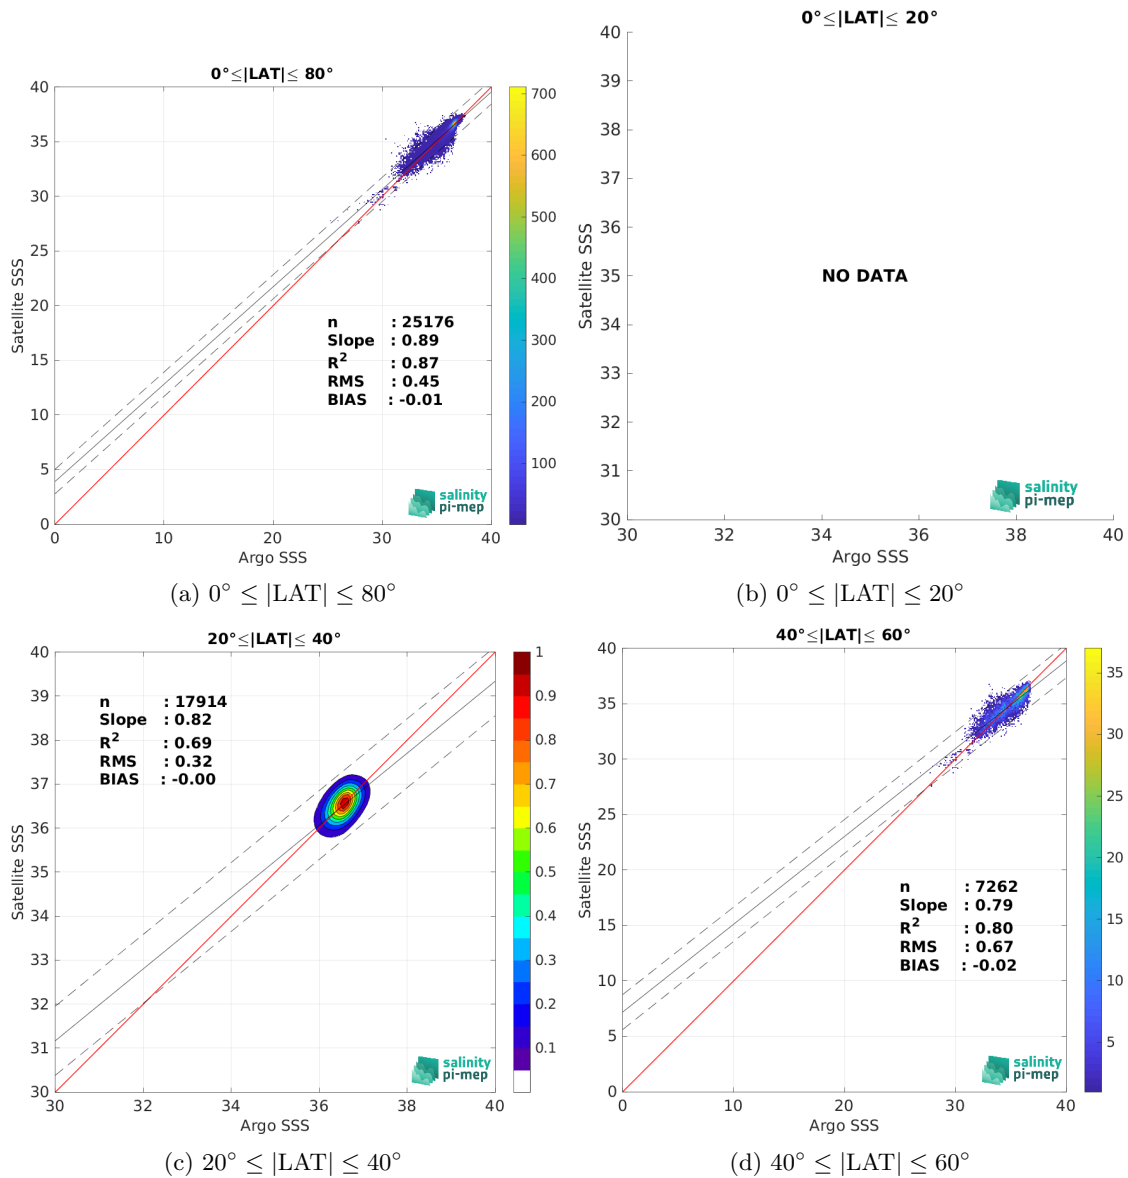 0°≤|LAT|≤ 80°
40
35
30
25
20
15
10
5
0
0
10
20
30
40
Satellite SSS
Argo SSS
n : 25176
Slope : 0.89
R2 : 0.87
RMS : 0.45
BIAS : -0.01
salinity
pi-mep
700
600
500
400
300
200
100
(a) 0° ≤ |LAT| ≤ 80°
0°≤|LAT|≤ 20°
40
39
38
37
36
35
34
33
32
31
30
30
32
34
36
38
40
Satellite SSS
Argo SSS
NO DATA
salinity
pi-mep
(b) 0° ≤ |LAT| ≤ 20°
20°≤|LAT|≤ 40°
40
39
38
37
36
35
34
33
32
31
30
30
32
34
36
38
40
Satellite SSS
Argo SSS
n : 17914
Slope : 0.82
R2 : 0.69
RMS : 0.32
BIAS : -0.00
salinity
pi-mep
1
0.9
0.8
0.7
0.6
0.5
0.4
0.3
0.2
0.1
(c) 20° ≤ |LAT| ≤ 40°
40°≤|LAT|≤ 60°
40
35
30
25
20
15
10
5
0
0
10
20
30
40
Satellite SSS
Argo SSS
n : 7262
Slope : 0.79
R2 : 0.80
RMS : 0.67
BIAS : -0.02
salinity
pi-mep
35
30
25
20
15
10
5
(d) 40° ≤ |LAT| ≤ 60°